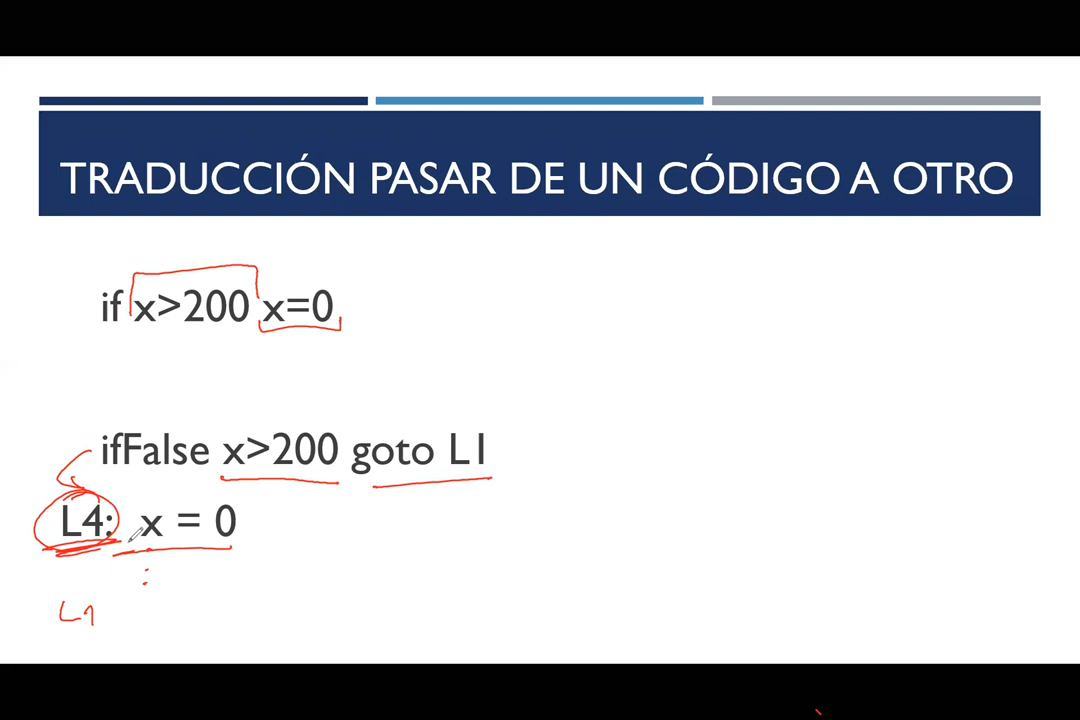 TRADUCCIÓN PASAR DE UN CÓDIGO A OTRO
if x>200 x=0
ifFalse x>200 goto L1
L4: x = 0
L1